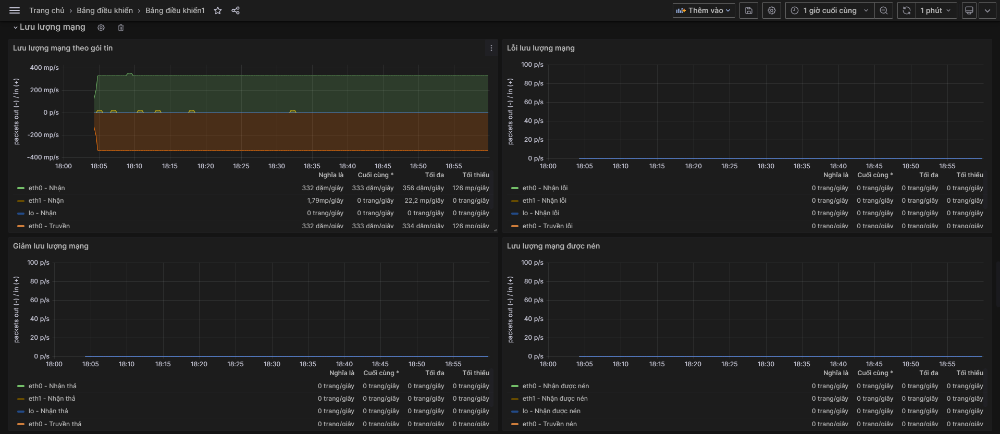 Trang chủ › Bảng điều khiển › Bảng điều khiển1
Thêm vào
1 giờ cuối cùng
1 phút
Lưu lượng mạng
Lưu lượng mạng theo gói tin
packets out (-) / in (+)
400 mp/s
200 mp/s
0 p/s
-200 mp/s
-400 mp/s
18:00 18:05 18:10 18:15 18:20 18:25 18:30 18:35 18:40 18:45 18:50 18:55
Nghĩa là Cuối cùng * Tối đa Tối thiểu
eth0 - Nhận 332 dặm/giây 333 dặm/giây 356 dặm/giây 126 mp/giây
eth1 - Nhận 1,79mp/giây 0 trang/giây 22,2 mp/giây 0 trang/giây
lo - Nhận 0 trang/giây 0 trang/giây 0 trang/giây 0 trang/giây
eth0 - Truyền 332 dặm/giây 333 dặm/giây 334 dặm/giây 126 mp/giây
Lỗi lưu lượng mạng
packets out (-) / in (+)
100 p/s
80 p/s
60 p/s
40 p/s
20 p/s
0 p/s
18:00 18:05 18:10 18:15 18:20 18:25 18:30 18:35 18:40 18:45 18:50 18:55
Nghĩa là Cuối cùng * Tối đa Tối thiểu
eth0 - Nhận lỗi 0 trang/giây 0 trang/giây 0 trang/giây 0 trang/giây
eth1 - Nhận lỗi 0 trang/giây 0 trang/giây 0 trang/giây 0 trang/giây
lo - Nhận lỗi 0 trang/giây 0 trang/giây 0 trang/giây 0 trang/giây
eth0 - Truyền lỗi 0 trang/giây 0 trang/giây 0 trang/giây 0 trang/giây
Giảm lưu lượng mạng
packets out (-) / in (+)
100 p/s
80 p/s
60 p/s
40 p/s
20 p/s
0 p/s
18:00 18:05 18:10 18:15 18:20 18:25 18:30 18:35 18:40 18:45 18:50 18:55
Nghĩa là Cuối cùng * Tối đa Tối thiểu
eth0 - Nhận thả 0 trang/giây 0 trang/giây 0 trang/giây 0 trang/giây
eth1 - Nhận thả 0 trang/giây 0 trang/giây 0 trang/giây 0 trang/giây
lo - Nhận thả 0 trang/giây 0 trang/giây 0 trang/giây 0 trang/giây
eth0 - Truyền thả 0 trang/giây 0 trang/giây 0 trang/giây 0 trang/giây
Lưu lượng mạng được nén
packets out (-) / in (+)
100 p/s
80 p/s
60 p/s
40 p/s
20 p/s
0 p/s
18:00 18:05 18:10 18:15 18:20 18:25 18:30 18:35 18:40 18:45 18:50 18:55
Nghĩa là Cuối cùng * Tối đa Tối thiểu
eth0 - Nhận được nén 0 trang/giây 0 trang/giây 0 trang/giây 0 trang/giây
eth1 - Nhận được nén 0 trang/giây 0 trang/giây 0 trang/giây 0 trang/giây
lo - Nhận được nén 0 trang/giây 0 trang/giây 0 trang/giây 0 trang/giây
eth0 - Truyền nén 0 trang/giây 0 trang/giây 0 trang/giây 0 trang/giây